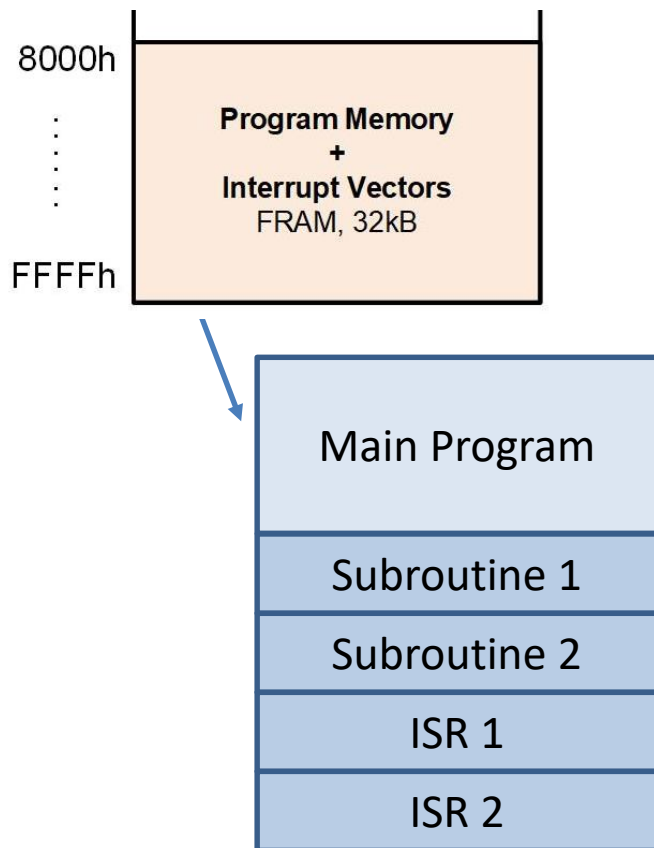 8000h
Program Memory
+
Interrupt Vectors
FRAM, 32kB
FFFFh
Main Program
Subroutine 1
Subroutine 2
ISR 1
ISR 2